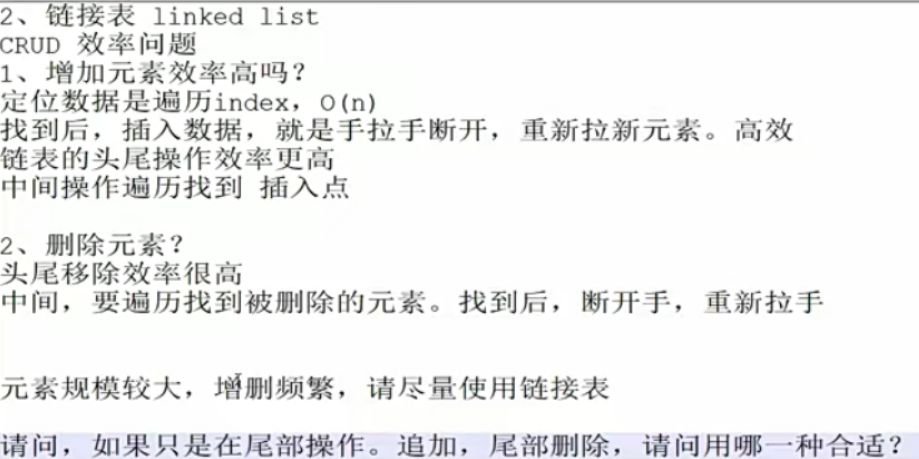 2、链接表 linked list
CRUD 效率问题
1、增加元素效率高吗？
定位数据是遍历index，O(n)
找到后，插入数据，就是手拉手断开，重新拉新元素。高效
链表的头尾操作效率更高
中间操作遍历找到 插入点
2、删除元素？
头尾移除效率很高
中间，要遍历找到被删除的元素。找到后，断开手，重新拉手
元素规模较大，增删频繁，请尽量使用链接表
请问，如果只是在尾部操作。追加，尾部删除，请问用哪一种合适？